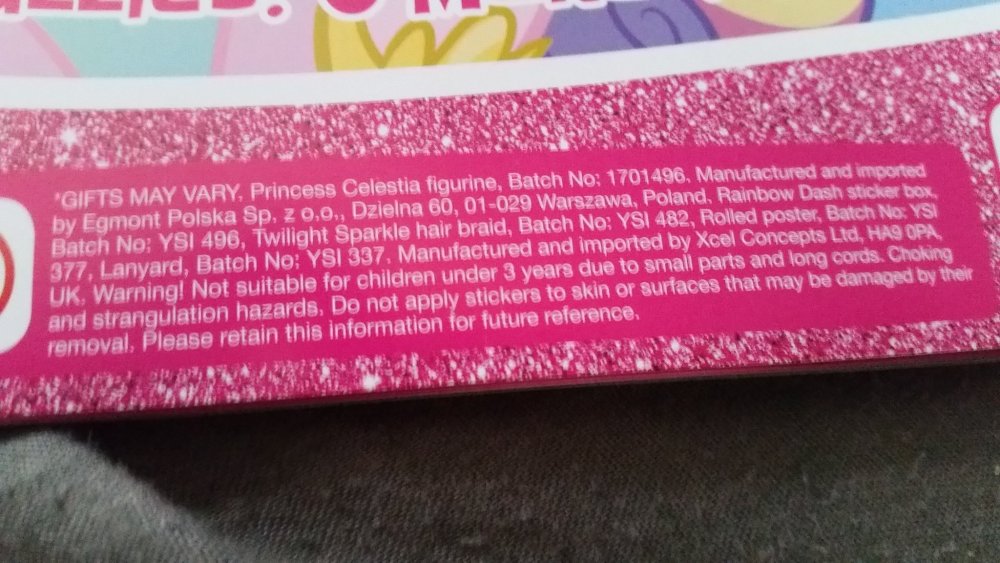 *GIFTS MAY VARY. Princess Celestia figurine, Batch No: 1701496. Manufactured and imported
by Egmont Polska Sp. z o.o., Dzielna 60, 01-029 Warszawa, Poland. Rainbow Dash sticker box,
Batch No: YSI 496, Twilight Sparkle hair braid, Batch No: YSI 482, Rolled poster, Batch No: YSI
377, Lanyard, Batch No: YSI 337. Manufactured and imported by Xcel Concepts Ltd, HA9 0PA,
UK. Warning! Not suitable for children under 3 years due to small parts and long cords. Choking
and strangulation hazards. Do not apply stickers to skin or surfaces that may be damaged by their
removal. Please retain this information for future reference.